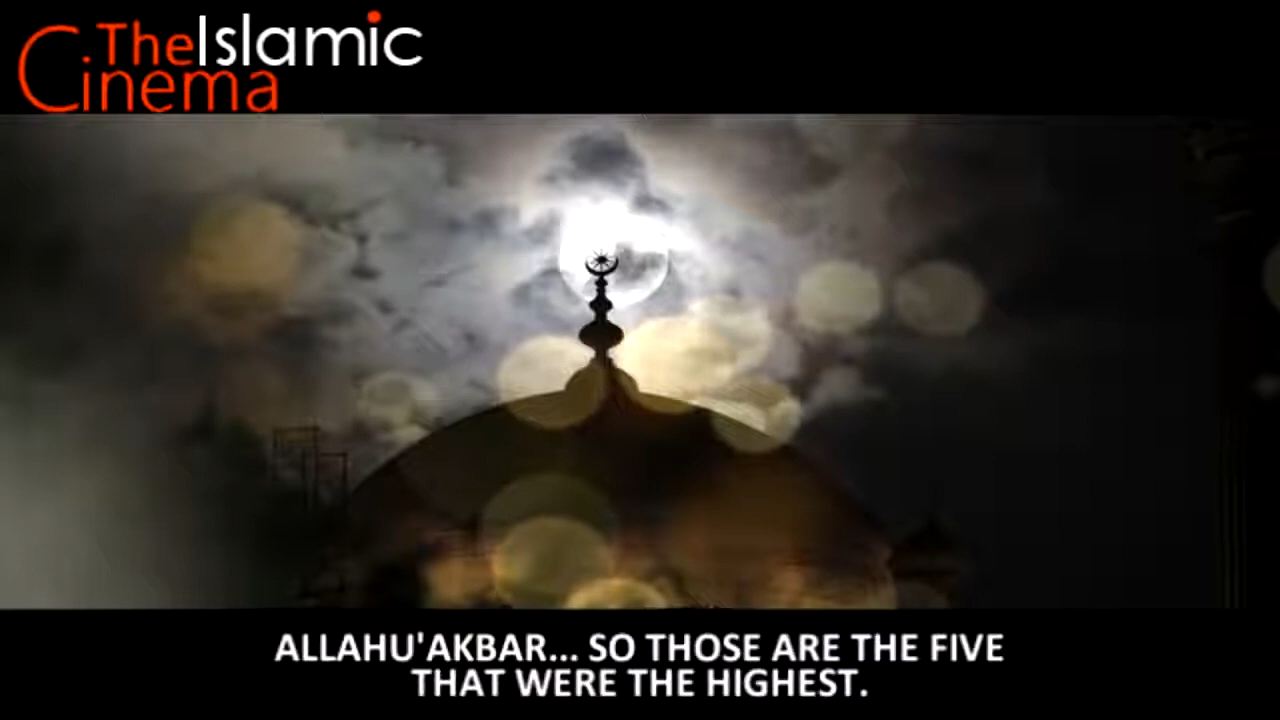 TheIslamic
Cinema
ALLAHU'AKBAR... SO THOSE ARE THE FIVE
THAT WERE THE HIGHEST.